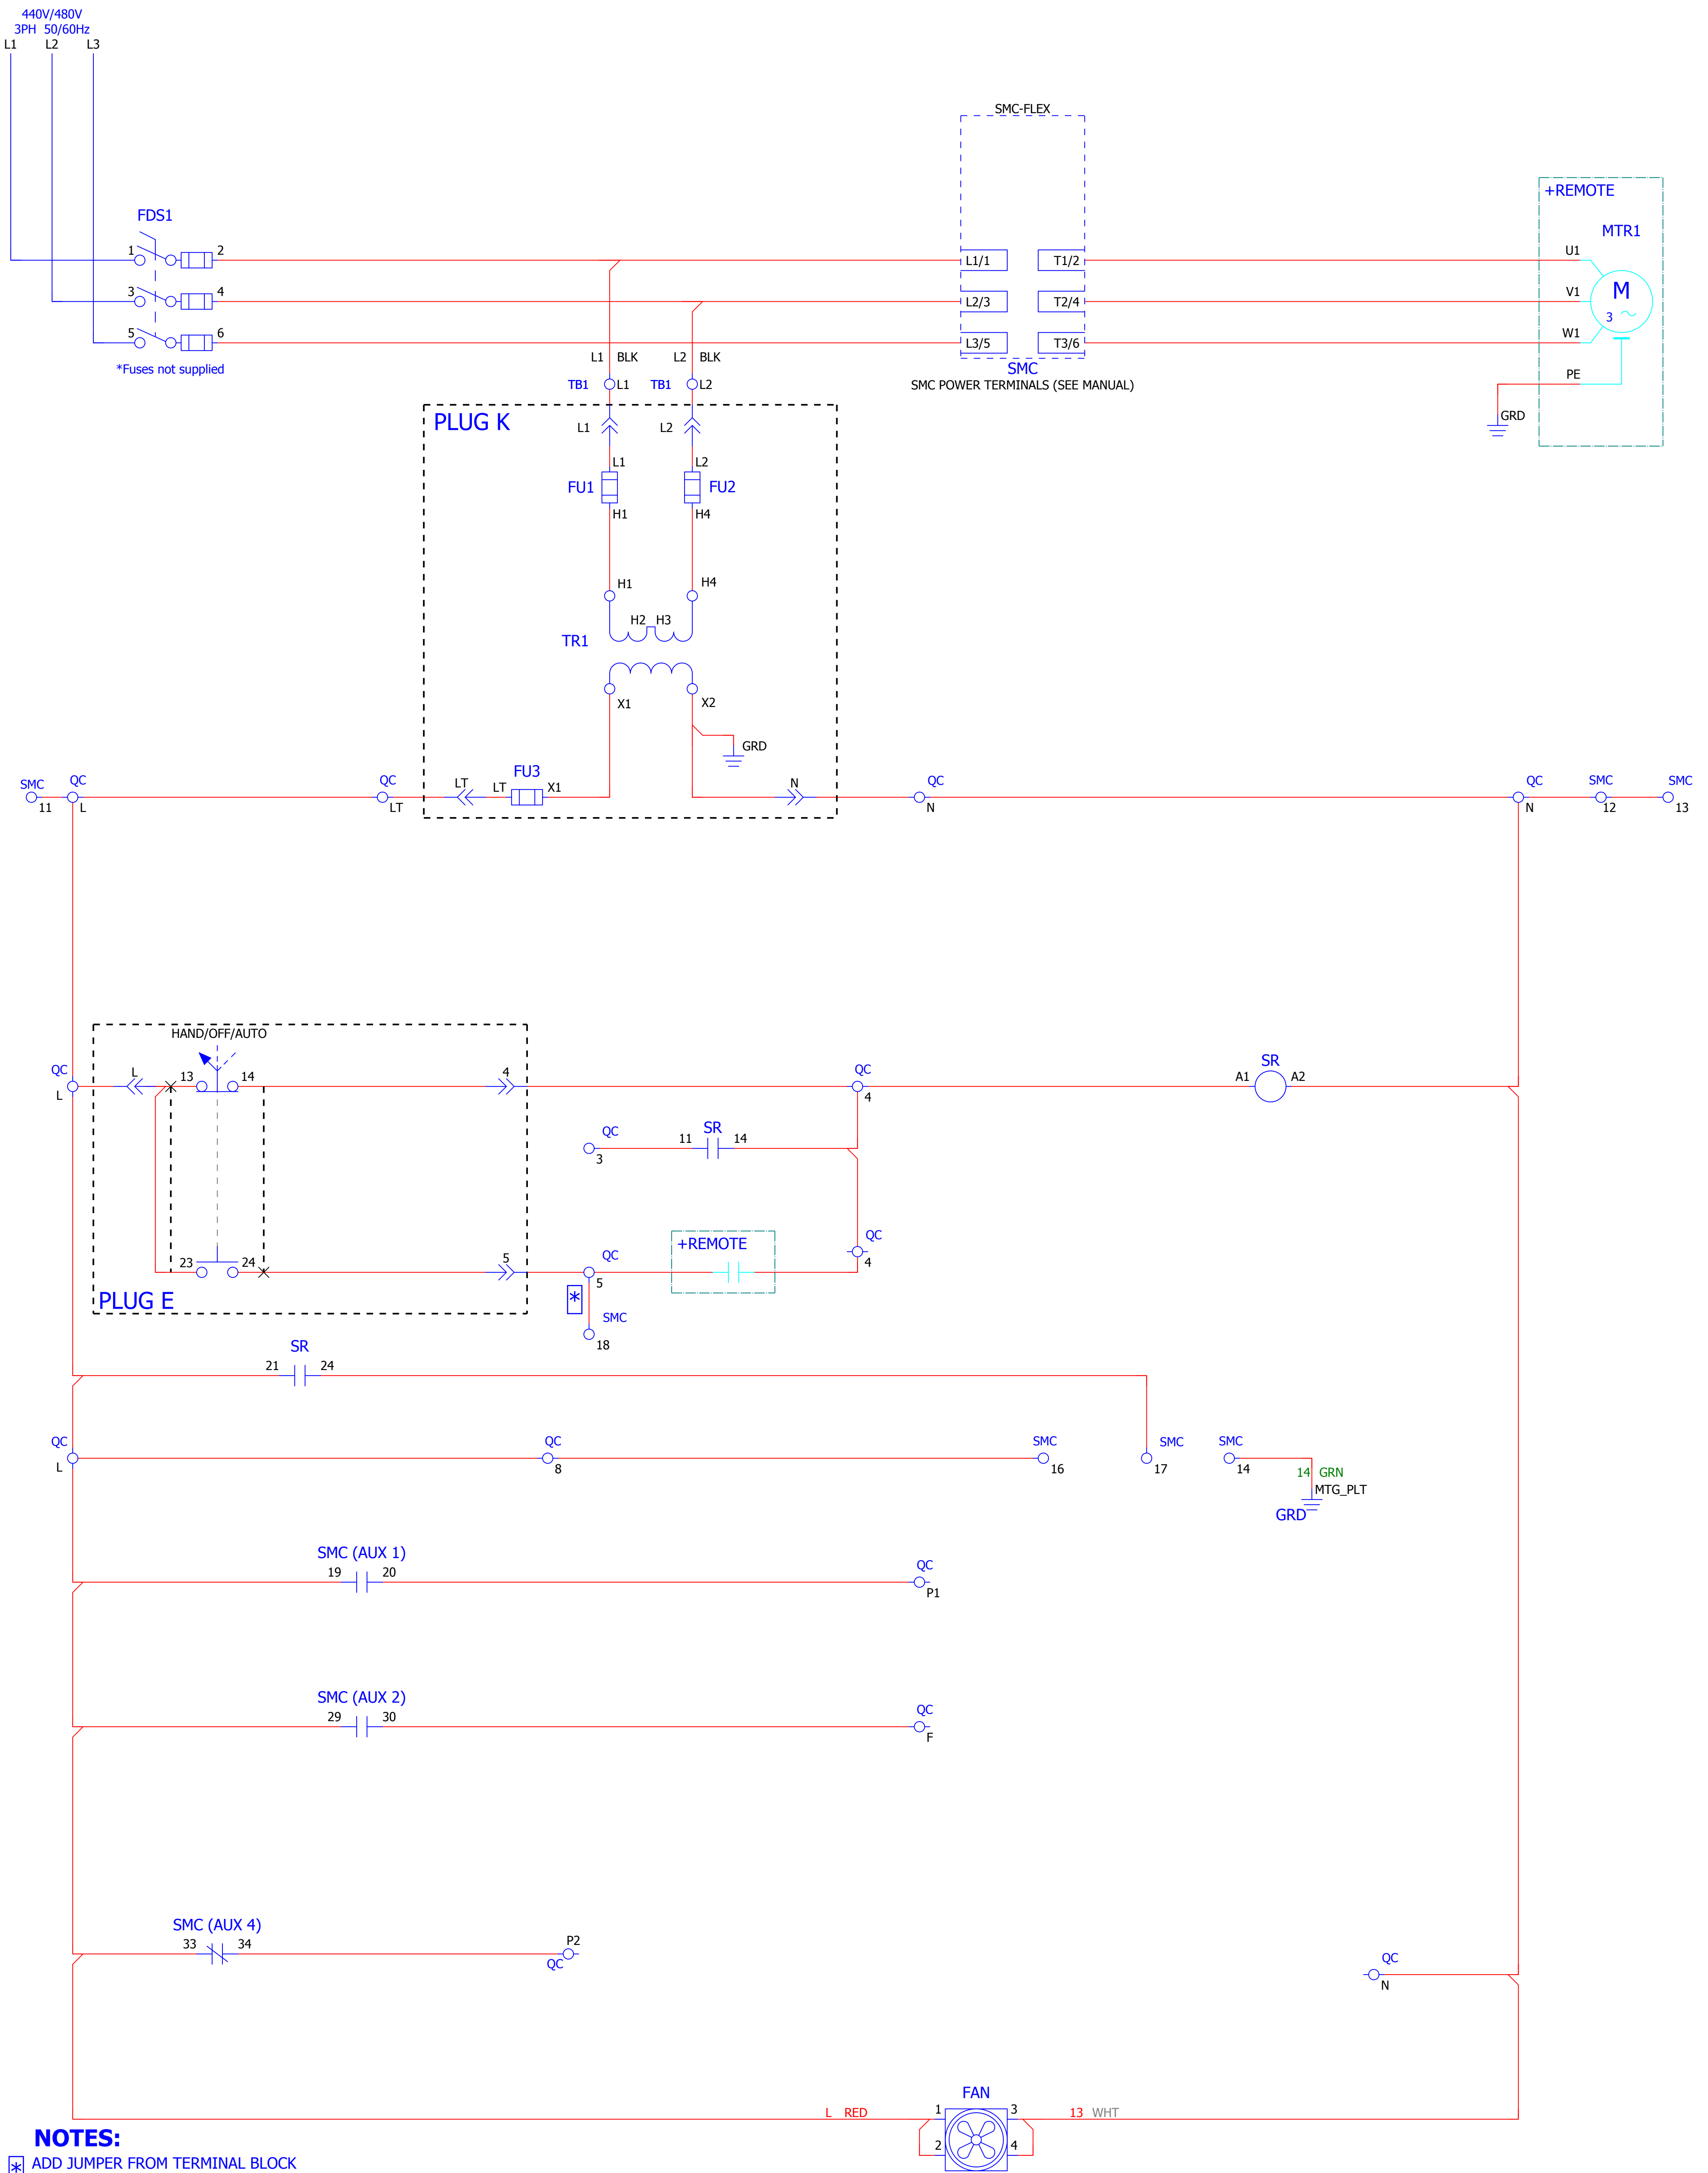 440V/480V
3PH 50/60Hz
L1 L2 L3
SMC-FLEX
+REMOTE
FDS1
MTR1
1 2 L1/1 T1/2 U1
3 4 L2/3 T2/4 V1
M
3
5 6 L3/5 T3/6 W1
*Fuses not supplied
L1 BLK L2 BLK
SMC
PE
TB1 L1 TB1 L2
SMC POWER TERMINALS (SEE MANUAL)
GRD
PLUG K
L1 L2
L1 L2
FU1 FU2
H1 H4
H1 H4
H2 H3
TR1
X1 X2
GRD
FU3
SMC QC QC LT LT X1 N QC QC SMC SMC
11 L LT N N 12 13
HAND/OFF/AUTO
QC L 13 14 4 QC SR
A1 A2
L 4
QC 11 SR 14
3
+REMOTE
QC
4
23 24 5 QC
5
PLUG E
*
SMC
18
SR
21 24
QC QC SMC SMC SMC
L 8 16 17 14
14 GRN
MTG_PLT
GRD
SMC (AUX 1)
19 20 QC
P1
SMC (AUX 2)
29 30 QC
F
SMC (AUX 4)
33 34 P2
QC
QC
N
FAN
L RED 1 3 13 WHT
2 4
NOTES:
* ADD JUMPER FROM TERMINAL BLOCK